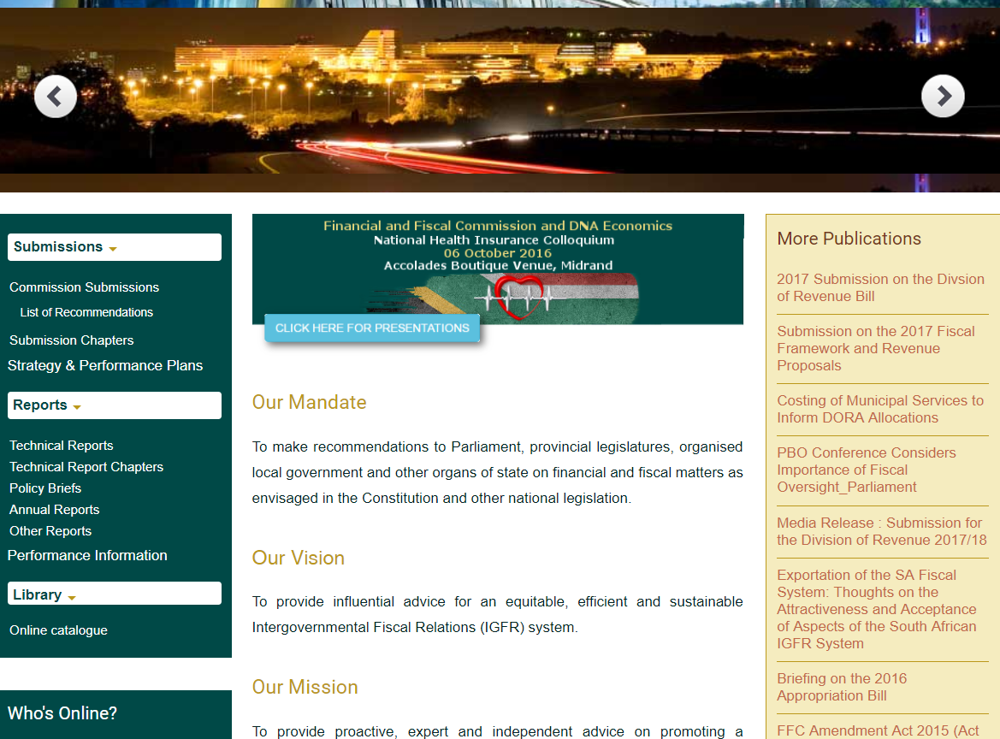 Submissions
Commission Submissions
List of Recommendations
Submission Chapters
Strategy & Performance Plans
Reports
Technical Reports
Technical Report Chapters
Policy Briefs
Annual Reports
Other Reports
Performance Information
Library
Online catalogue
Who's Online?
Financial and Fiscal Commission and DNA Economics
National Health Insurance Colloquium
06 October 2016
Accolades Boutique Venue, Midrand
CLICK HERE FOR PRESENTATIONS
Our Mandate
To make recommendations to Parliament, provincial legislatures, organised
local government and other organs of state on financial and fiscal matters as
envisaged in the Constitution and other national legislation.
Our Vision
To provide influential advice for an equitable, efficient and sustainable
Intergovernmental Fiscal Relations (IGFR) system.
Our Mission
To provide proactive, expert and independent advice on promoting a
More Publications
2017 Submission on the Divsion
of Revenue Bill
Submission on the 2017 Fiscal
Framework and Revenue
Proposals
Costing of Municipal Services to
Inform DORA Allocations
PBO Conference Considers
Importance of Fiscal
Oversight_Parliament
Media Release : Submission for
the Division of Revenue 2017/18
Exportation of the SA Fiscal
System: Thoughts on the
Attractiveness and Acceptance
of Aspects of the South African
IGFR System
Briefing on the 2016
Appropriation Bill
FFC Amendment Act 2015 (Act